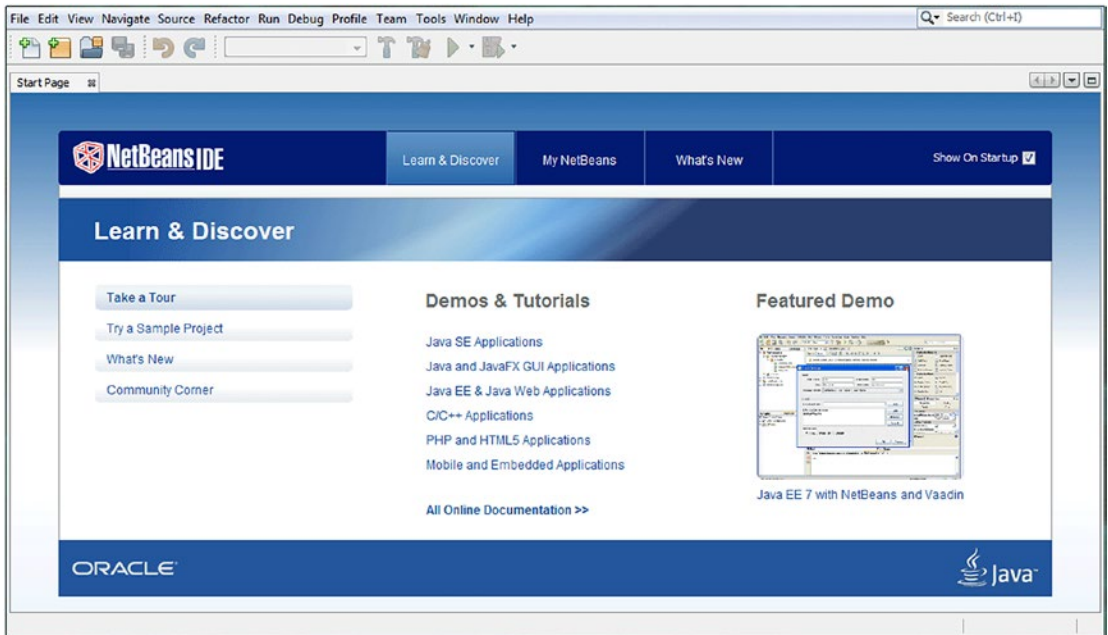 File Edit View Navigate Source Refactor Run Debug Profile Team Tools Window Help
Search (Ctrl+I)
Start Page
NetBeans IDE
Learn & Discover
My NetBeans
What's New
Show On Startup
Learn & Discover
Take a Tour
Try a Sample Project
What's New
Community Corner
Demos & Tutorials
Java SE Applications
Java and JavaFX GUI Applications
Java EE & Java Web Applications
C/C++ Applications
PHP and HTML5 Applications
Mobile and Embedded Applications
All Online Documentation >>
Featured Demo
Java EE 7 with NetBeans and Vaadin
ORACLE
Java